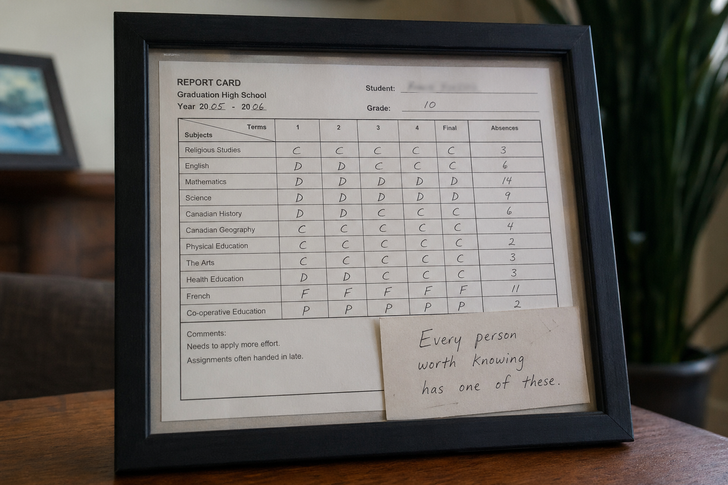 REPORT CARD
Graduation High School
Year 2005 - 2006
Student:
Grade: 10
Subjects Terms 1 2 3 4 Final Absences
Religious Studies C C C C C 3
English D D C C C 6
Mathematics D D D D D 14
Science D D D D D 9
Canadian History D D C C C 6
Canadian Geography C C C C C 4
Physical Education C C C C C 2
The Arts C C C C C 3
Health Education D D C C C 3
French F F F F F 11
Co-operative Education P P P P P 2
Comments:
Needs to apply more effort.
Assignments often handed in late.
Every person
worth knowing
has one of these.